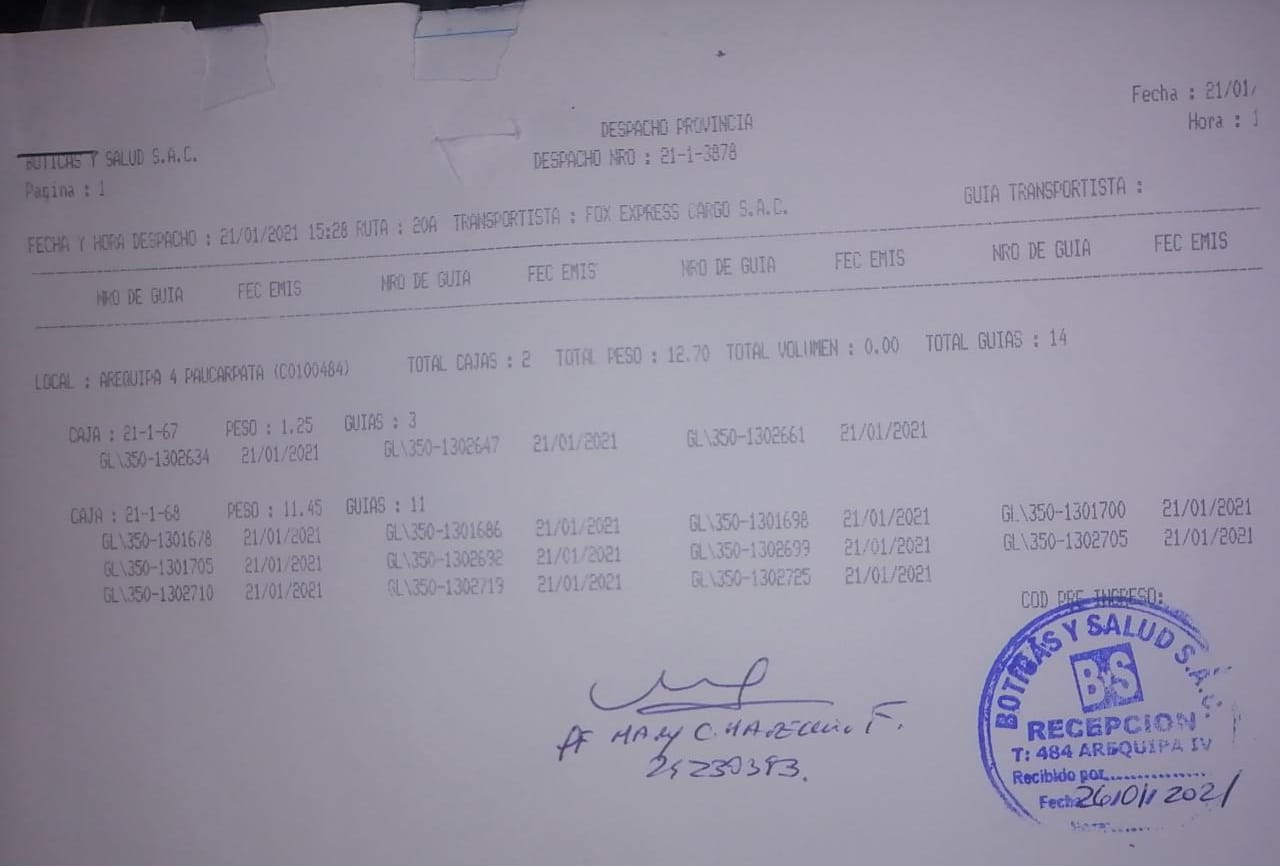 Fecha : 21/01/
DESPACHO PROVINCIA
Hora : 1
BOTICAS Y SALUD S.A.C.
DESPACHO NRO : 21-1-3878
Pagina : 1
GUIA TRANSPORTISTA :
FECHA Y HORA DESPACHO : 21/01/2021 15:28 RUTA : 20A TRANSPORTISTA : FOX EXPRESS CARGO S.A.C.
NRO DE GUIA FEC EMIS NRO DE GUIA FEC EMIS NRO DE GUIA FEC EMIS NRO DE GUIA FEC EMIS
LOCAL : AREQUIPA 4 PAUCARPATA (C0100484) TOTAL CAJAS : 2 TOTAL PESO : 12.70 TOTAL VOLUMEN : 0.00 TOTAL GUIAS : 14
CAJA : 21-1-67 PESO : 1.25 GUIAS : 3
GL\350-1302634 21/01/2021 GL\350-1302647 21/01/2021 GL\350-1302661 21/01/2021
CAJA : 21-1-68 PESO : 11.45 GUIAS : 11
GL\350-1301678 21/01/2021 GL\350-1301686 21/01/2021 GL\350-1301698 21/01/2021 GL\350-1301700 21/01/2021
GL\350-1301705 21/01/2021 GL\350-1302692 21/01/2021 GL\350-1302699 21/01/2021 GL\350-1302705 21/01/2021
GL\350-1302710 21/01/2021 GL\350-1302719 21/01/2021 GL\350-1302725 21/01/2021
COD PRE INGRESO:
BOTICAS Y SALUD S.A.C.
BS
RECEPCION
T: 484 AREQUIPA IV
Recibido por
Fecha 26/01/2021
Hora:
MARY C.